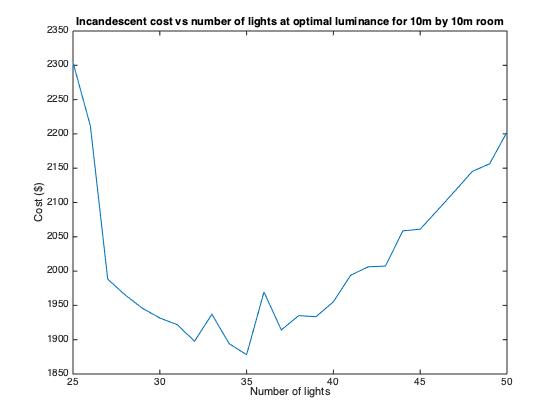 Incandescent cost vs number of lights at optimal luminance for 10m by 10m room
2350
2300
2250
2200
2150
2100
2050
2000
1950
1900
1850
Cost ($)
25 30 35 40 45 50
Number of lights